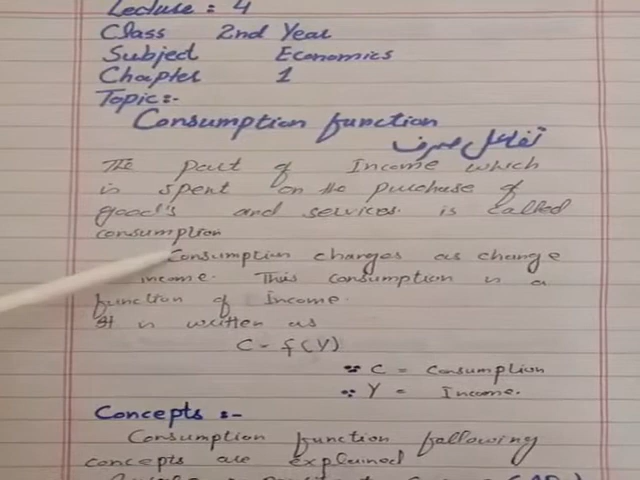 Lecture : 4
Class 2nd Year
Subject Economics
Chapter 1
Topic:-
Consumption function
تفاعل صرف
The part of Income which
is spent on the purchase of
good's and services. is called
consumption
Consumption changes as change
income. This consumption is a
function of Income.
It is written as
C = f(Y)
∵ C = Consumption
∵ Y = Income.
Concepts :-
Consumption function following
concepts are explained